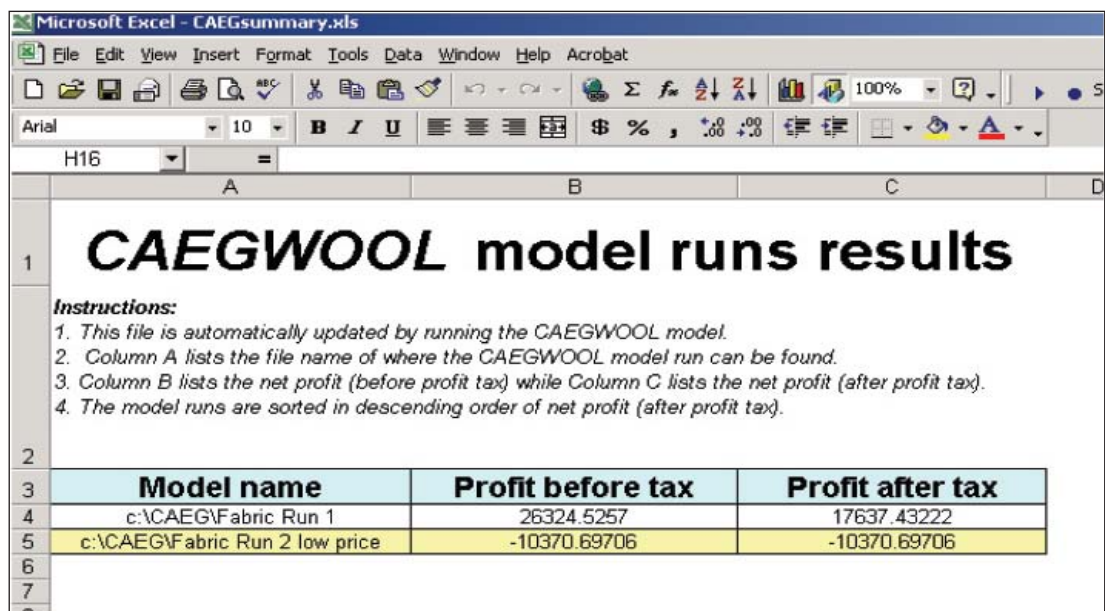 Microsoft Excel - CAEGsummary.xls
File Edit View Insert Format Tools Data Window Help Acrobat
100%
Arial 10 B I U $ % ,
H16 =
A B C D
1 CAEGWOOL model runs results
Instructions:
1. This file is automatically updated by running the CAEGWOOL model.
2. Column A lists the file name of where the CAEGWOOL model run can be found.
3. Column B lists the net profit (before profit tax) while Column C lists the net profit (after profit tax).
4. The model runs are sorted in descending order of net profit (after profit tax).
2
3 Model name Profit before tax Profit after tax
4 c:\CAEG\Fabric Run 1 26324.5257 17637.43222
5 c:\CAEG\Fabric Run 2 low price -10370.69706 -10370.69706
6
7